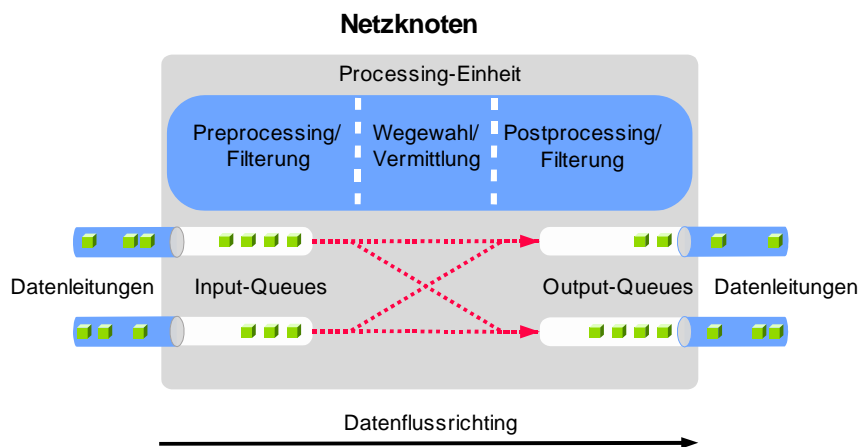 Netzknoten
Processing-Einheit
Preprocessing/
Filterung
Wegewahl/
Vermittlung
Postprocessing/
Filterung
Datenleitungen
Input-Queues
Output-Queues
Datenleitungen
Datenflussrichting